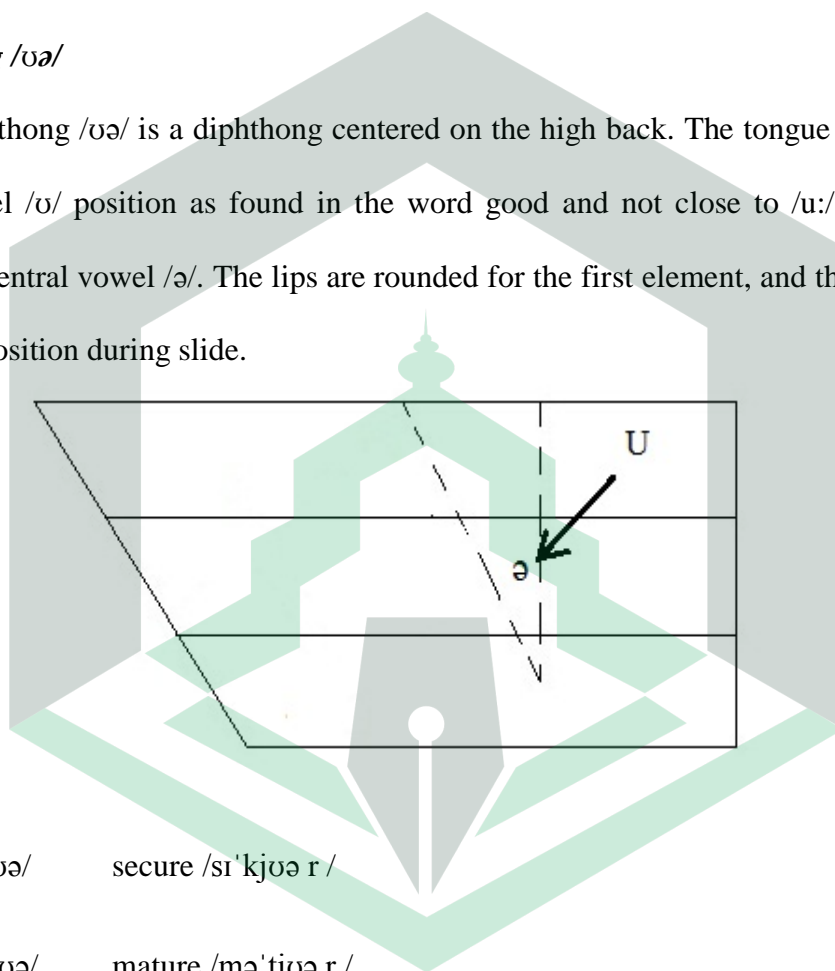 /ʊə/
thong /ʊə/ is a diphthong centered on the high back. The tongue
/ʊ/ position as found in the word good and not close to /u:/
entral vowel /ə/. The lips are rounded for the first element, and th
osition during slide.
U
ə
ʊə/ secure /sɪˈkjʊə r /
ʊə/ mature /məˈtjʊə r /